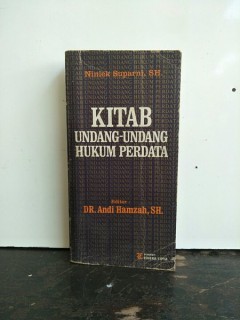 Niniek Suparni, SH
KITAB
UNDANG-UNDANG
HUKUM PERDATA
Editor :
DR. Andi Hamzah, SH.